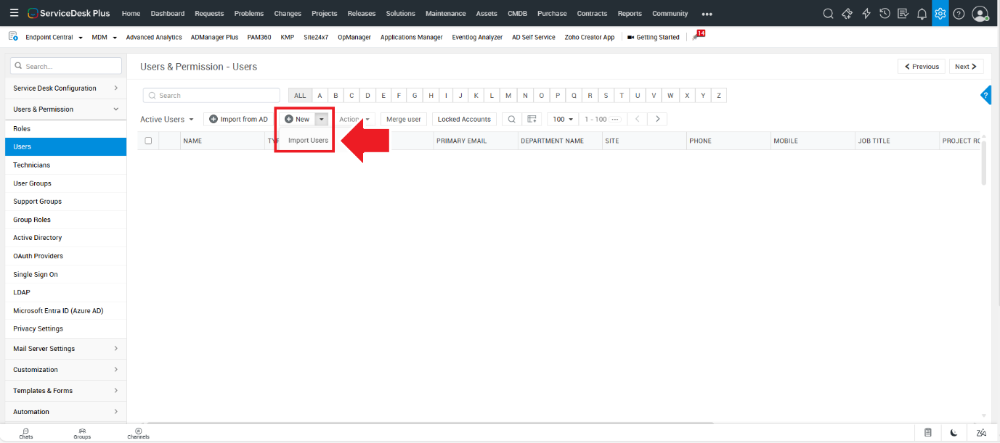 ServiceDesk Plus Home Dashboard Requests Problems Changes Projects Releases Solutions Maintenance Assets CMDB Purchase Contracts Reports Community
Endpoint Central MDM Advanced Analytics ADManager Plus PAM360 KMP Site24x7 OpManager Applications Manager Eventlog Analyzer AD Self Service Zoho Creator App Getting Started 14
Search...
Service Desk Configuration
Users & Permission
Roles
Users
Technicians
User Groups
Support Groups
Group Roles
Active Directory
OAuth Providers
Single Sign On
LDAP
Microsoft Entra ID (Azure AD)
Privacy Settings
Mail Server Settings
Customization
Templates & Forms
Automation
Users & Permission - Users
Previous Next
Search ALL A B C D E F G H I J K L M N O P Q R S T U V W X Y Z
?
Active Users Import from AD New Action Merge user Locked Accounts 100 1 - 100
Import Users
NAME TYP PRIMARY EMAIL DEPARTMENT NAME SITE PHONE MOBILE JOB TITLE PROJECT RO
Chats Groups Channels